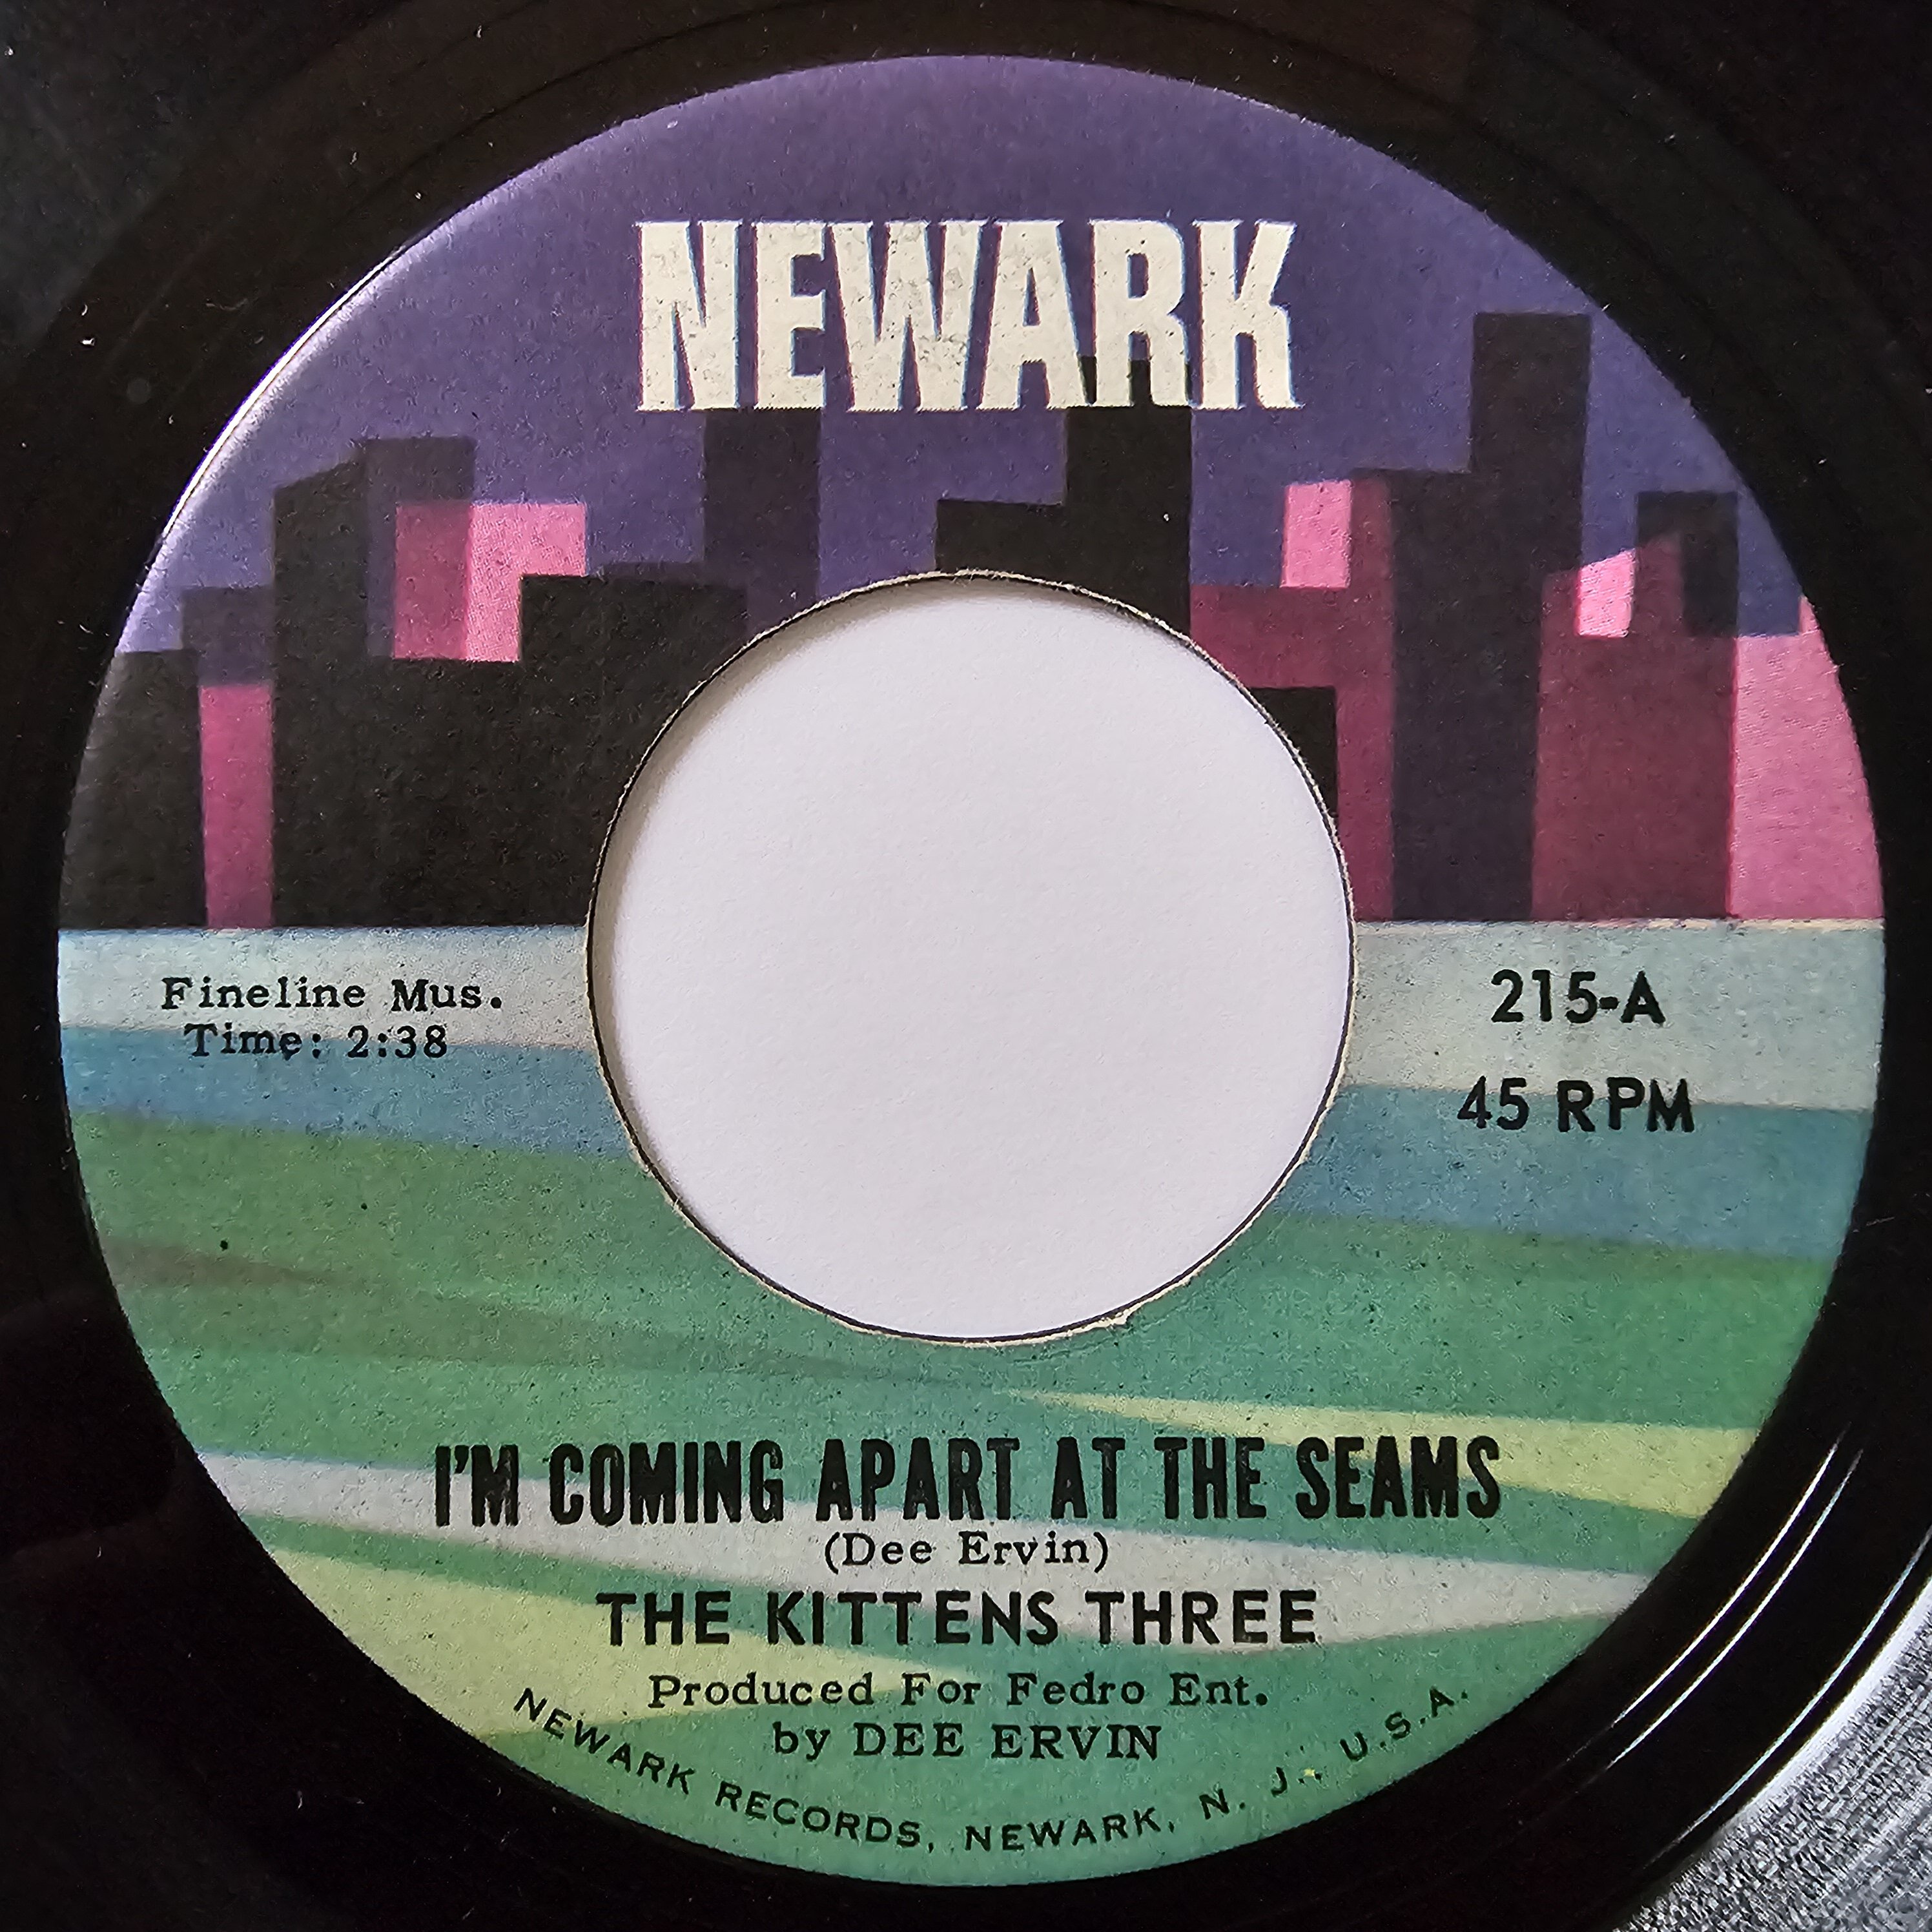 NEWARK
Fineline Mus.
Time: 2:38
215-A
45 RPM
I'M COMING APART AT THE SEAMS
(Dee Ervin)
THE KITTENS THREE
Produced For Fedro Ent.
by DEE ERVIN
NEWARK RECORDS, NEWARK, N. J., U.S.A.